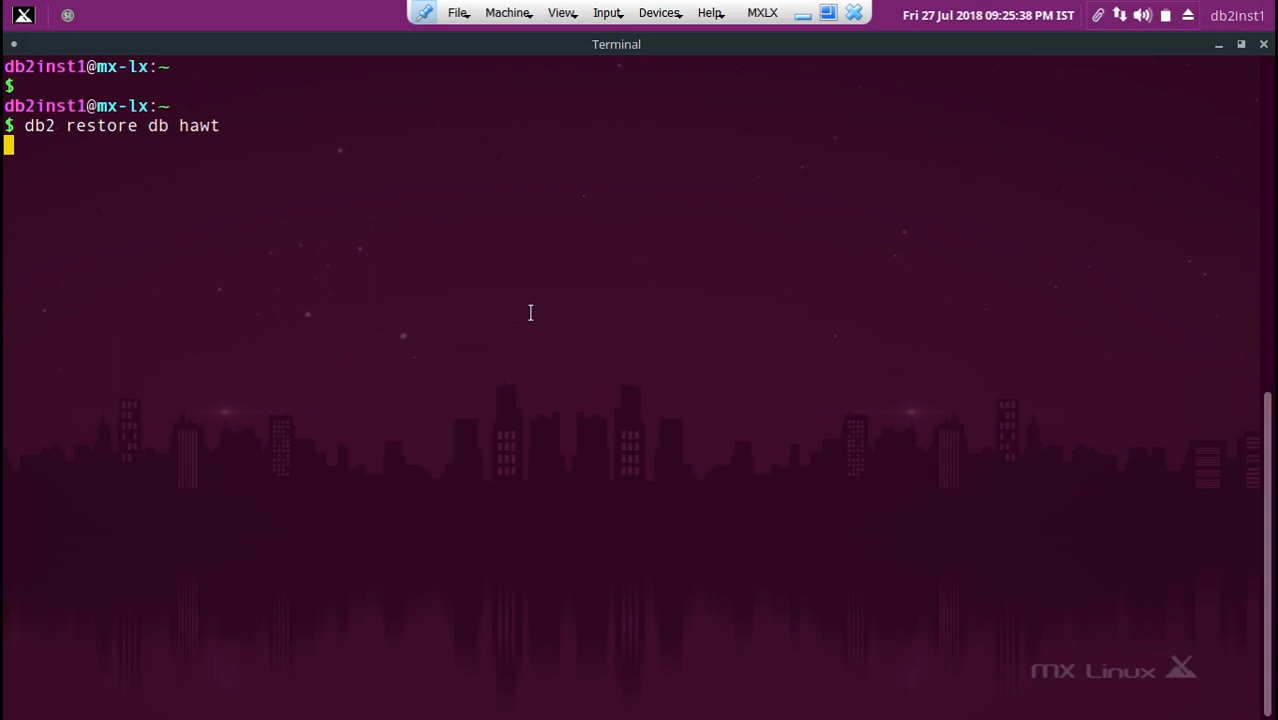 File Machine View Input Devices Help MXLX
Fri 27 Jul 2018 09:25:38 PM IST db2inst1
Terminal
db2inst1@mx-lx:~
$
db2inst1@mx-lx:~
$ db2 restore db hawt
MX Linux